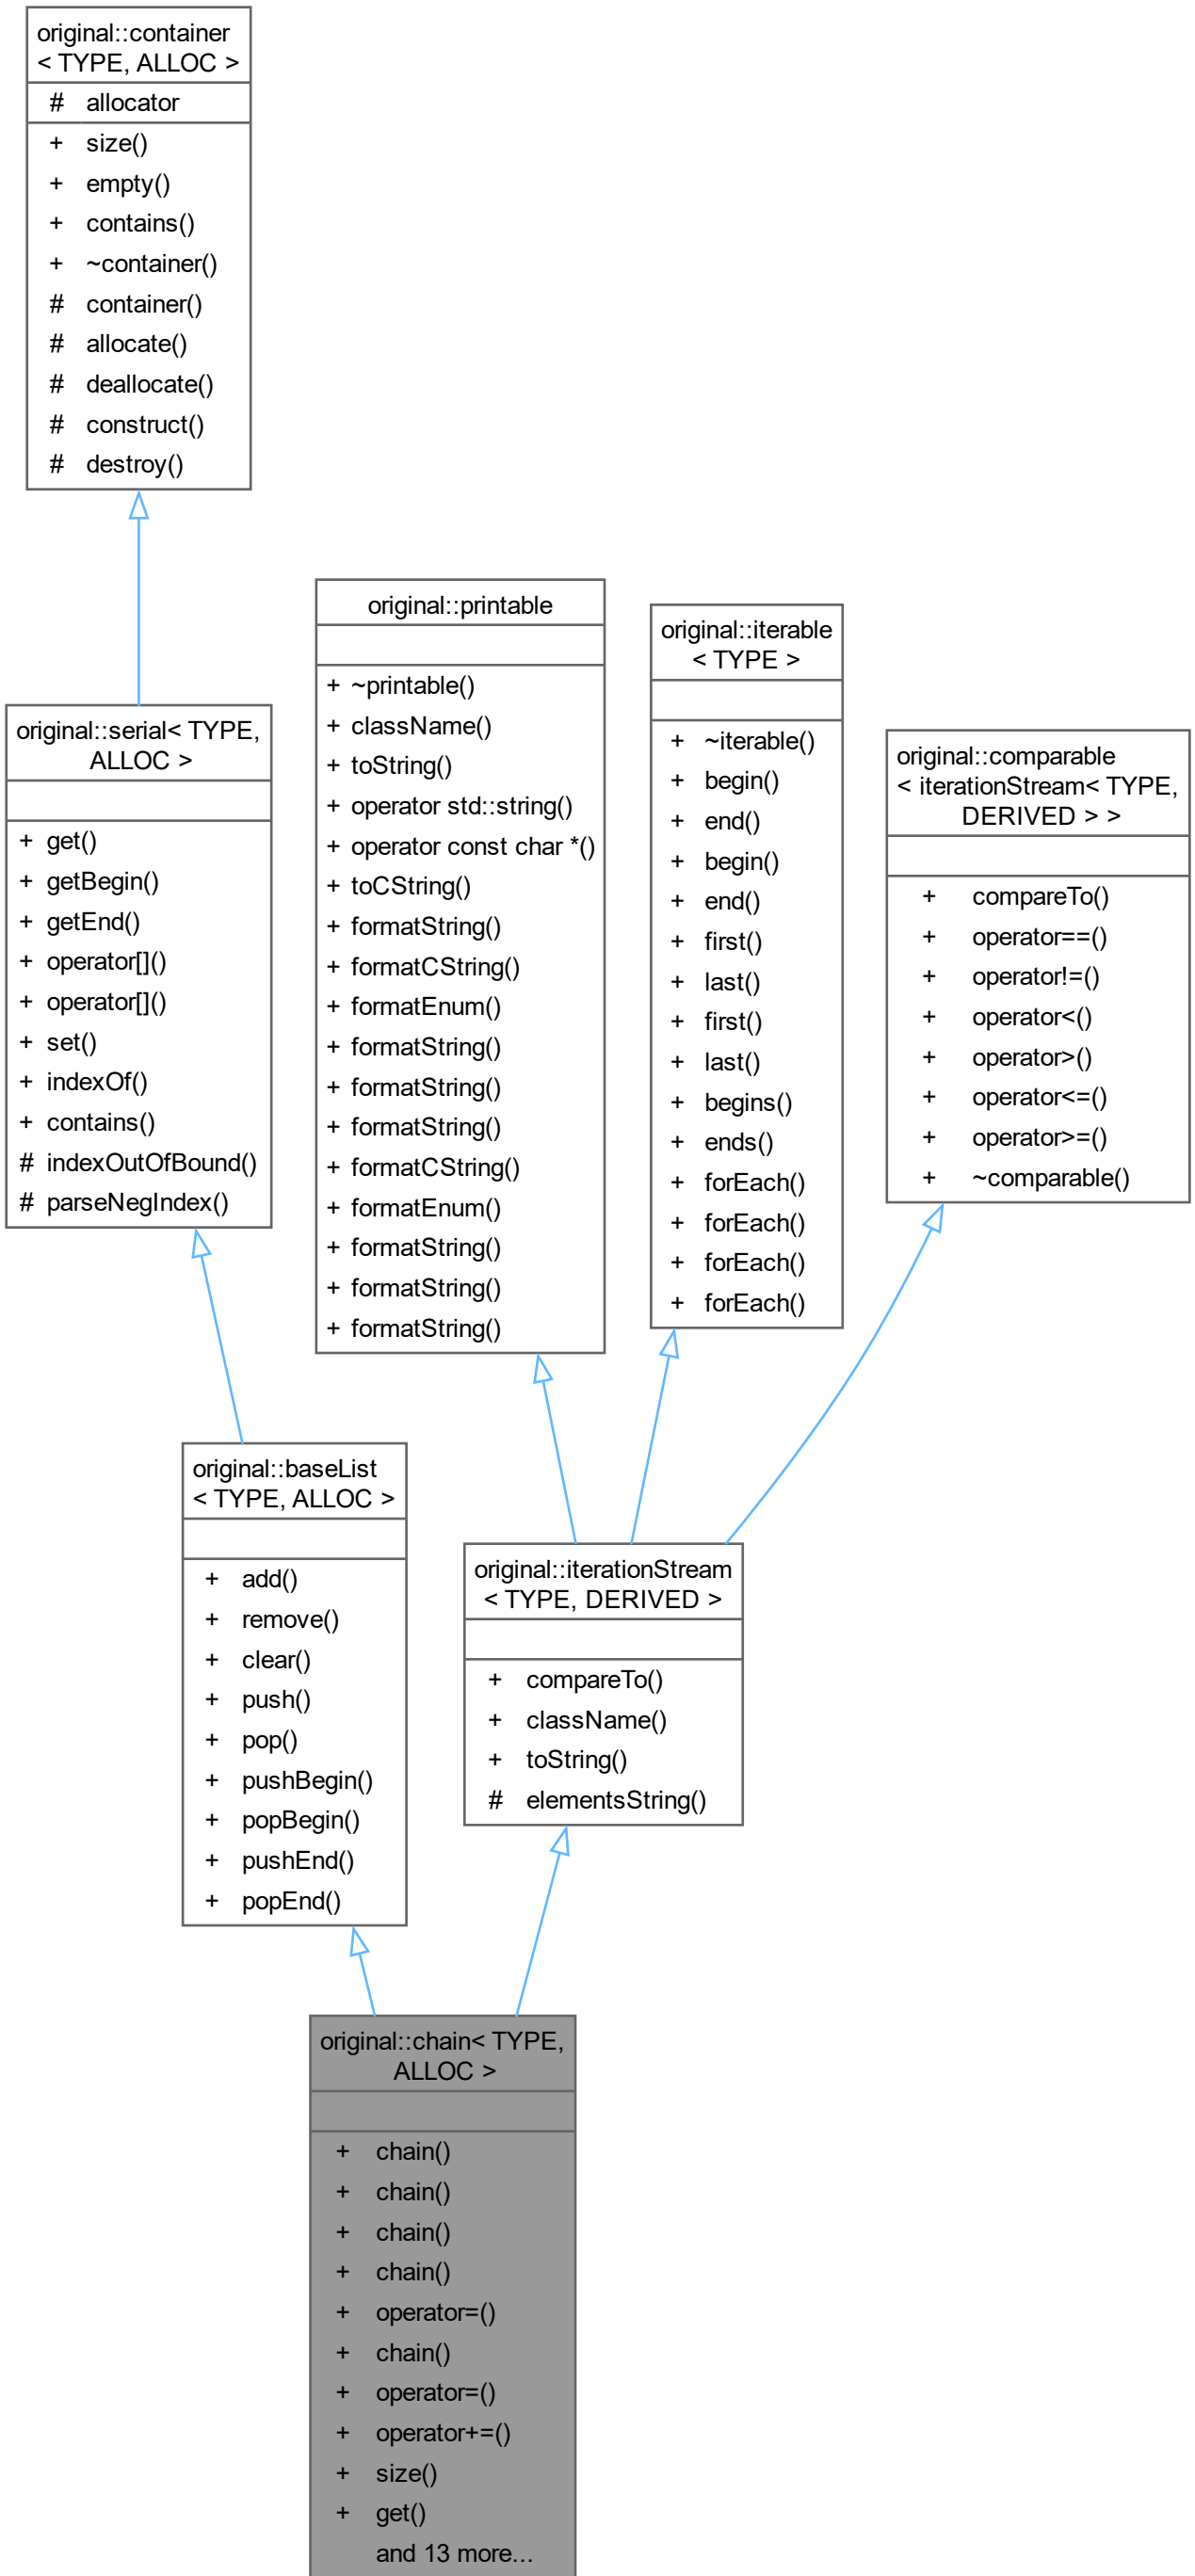 original::container
< TYPE, ALLOC >
# allocator
+ size()
+ empty()
+ contains()
+ ~container()
# container()
# allocate()
# deallocate()
# construct()
# destroy()
original::serial< TYPE,
ALLOC >
+ get()
+ getBegin()
+ getEnd()
+ operator[]()
+ operator[]()
+ set()
+ indexOf()
+ contains()
# indexOutOfBound()
# parseNegIndex()
original::printable
+ ~printable()
+ className()
+ toString()
+ operator std::string()
+ operator const char *()
+ toCString()
+ formatString()
+ formatCString()
+ formatEnum()
+ formatString()
+ formatString()
+ formatString()
+ formatCString()
+ formatEnum()
+ formatString()
+ formatString()
+ formatString()
original::iterable
< TYPE >
+ ~iterable()
+ begin()
+ end()
+ begin()
+ end()
+ first()
+ last()
+ first()
+ last()
+ begins()
+ ends()
+ forEach()
+ forEach()
+ forEach()
+ forEach()
original::comparable
< iterationStream< TYPE,
DERIVED > >
+ compareTo()
+ operator==()
+ operator!=()
+ operator<()
+ operator>()
+ operator<=()
+ operator>=()
+ ~comparable()
original::baseList
< TYPE, ALLOC >
+ add()
+ remove()
+ clear()
+ push()
+ pop()
+ pushBegin()
+ popBegin()
+ pushEnd()
+ popEnd()
original::iterationStream
< TYPE, DERIVED >
+ compareTo()
+ className()
+ toString()
# elementsString()
original::chain< TYPE,
ALLOC >
+ chain()
+ chain()
+ chain()
+ chain()
+ operator=()
+ chain()
+ operator=()
+ operator+=()
+ size()
+ get()
and 13 more...